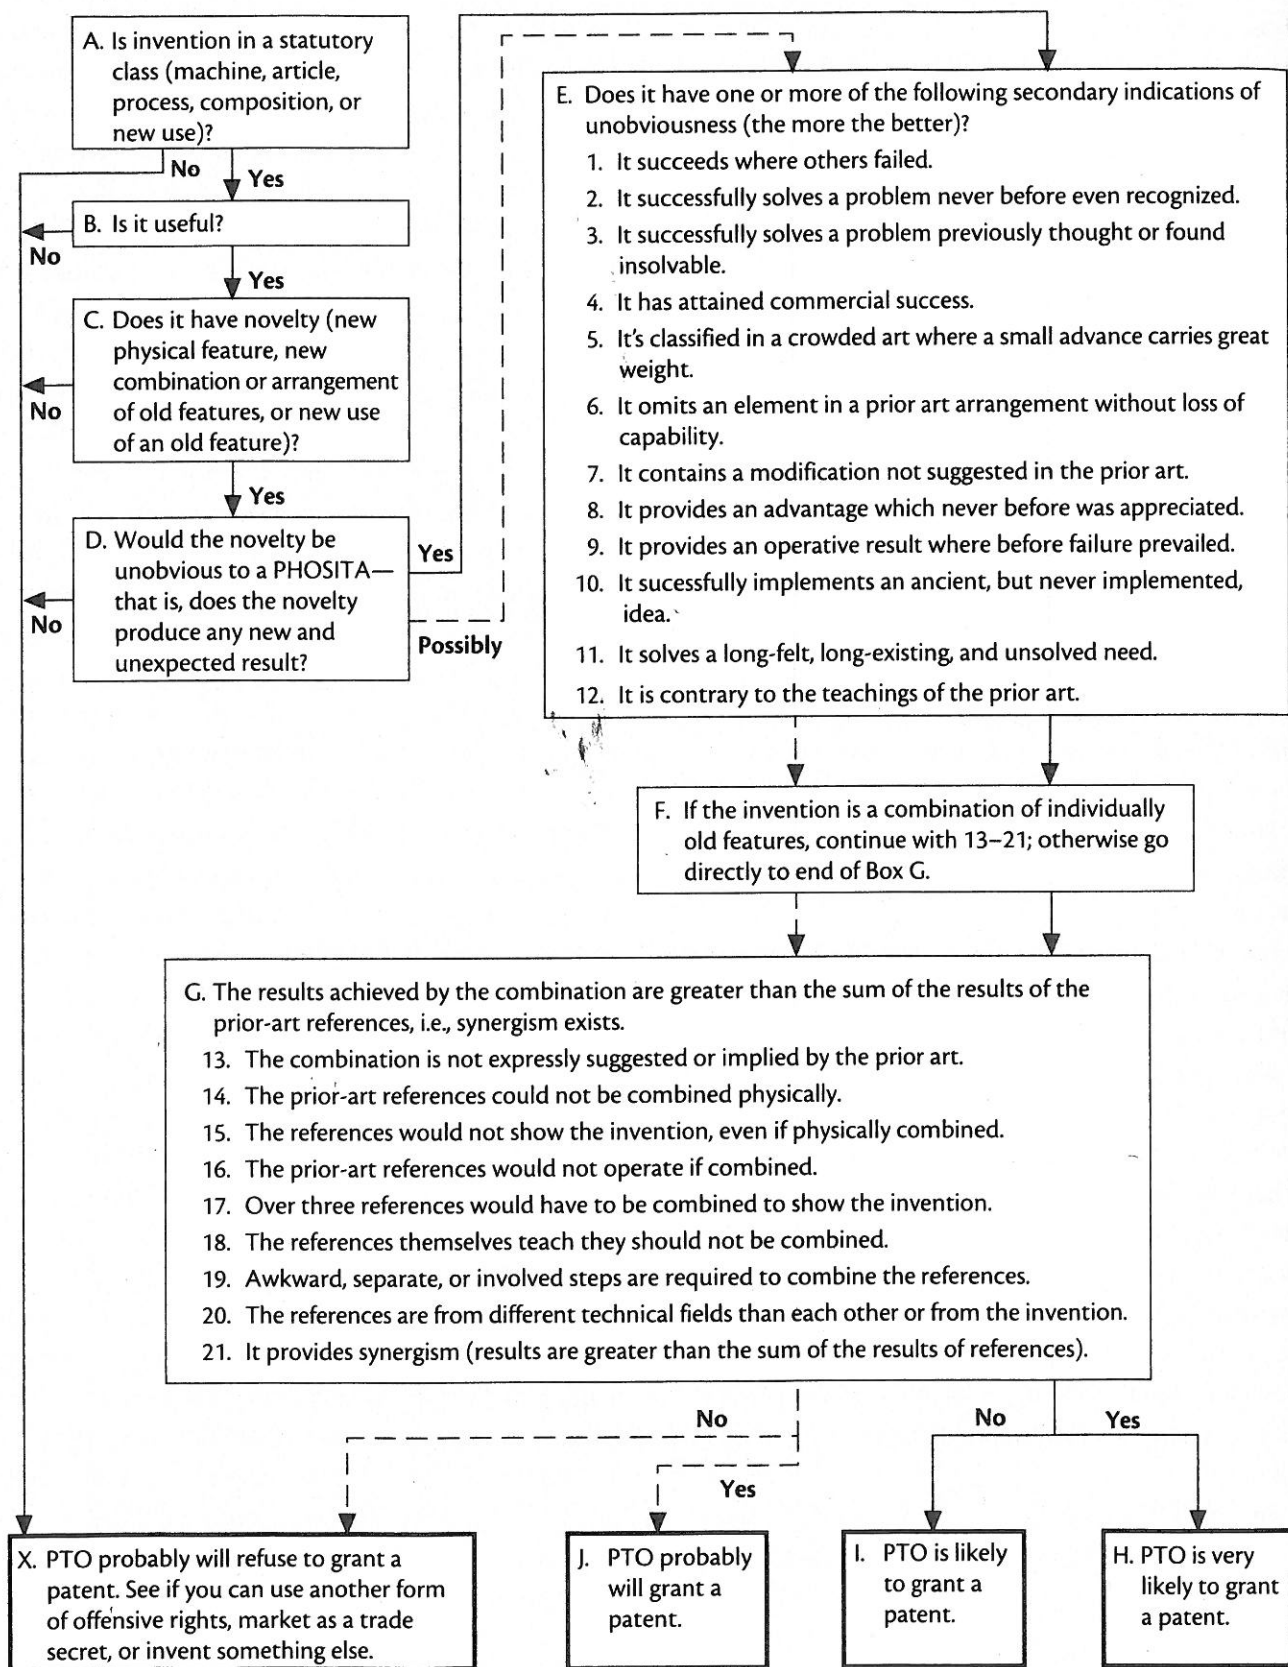 A. Is invention in a statutory
class (machine, article,
process, composition, or
new use)?
No
Yes
B. Is it useful?
No
Yes
C. Does it have novelty (new
physical feature, new
combination or arrangement
of old features, or new use
of an old feature)?
No
Yes
D. Would the novelty be
unobvious to a PHOSITA—
that is, does the novelty
produce any new and
unexpected result?
No
Yes
Possibly
E. Does it have one or more of the following secondary indications of
unobviousness (the more the better)?
1. It succeeds where others failed.
2. It successfully solves a problem never before even recognized.
3. It successfully solves a problem previously thought or found
insolvable.
4. It has attained commercial success.
5. It's classified in a crowded art where a small advance carries great
weight.
6. It omits an element in a prior art arrangement without loss of
capability.
7. It contains a modification not suggested in the prior art.
8. It provides an advantage which never before was appreciated.
9. It provides an operative result where before failure prevailed.
10. It sucessfully implements an ancient, but never implemented,
idea.
11. It solves a long-felt, long-existing, and unsolved need.
12. It is contrary to the teachings of the prior art.
F. If the invention is a combination of individually
old features, continue with 13–21; otherwise go
directly to end of Box G.
G. The results achieved by the combination are greater than the sum of the results of the
prior-art references, i.e., synergism exists.
13. The combination is not expressly suggested or implied by the prior art.
14. The prior-art references could not be combined physically.
15. The references would not show the invention, even if physically combined.
16. The prior-art references would not operate if combined.
17. Over three references would have to be combined to show the invention.
18. The references themselves teach they should not be combined.
19. Awkward, separate, or involved steps are required to combine the references.
20. The references are from different technical fields than each other or from the invention.
21. It provides synergism (results are greater than the sum of the results of references).
No
Yes
No
Yes
X. PTO probably will refuse to grant a
patent. See if you can use another form
of offensive rights, market as a trade
secret, or invent something else.
J. PTO probably
will grant a
patent.
I. PTO is likely
to grant a
patent.
H. PTO is very
likely to grant
a patent.